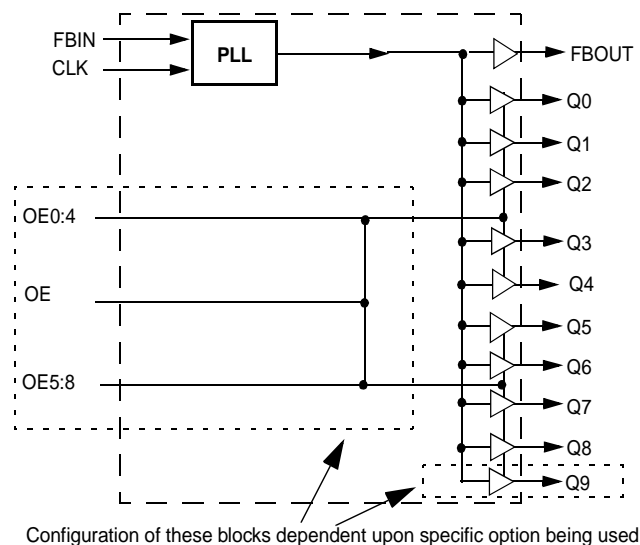 FBIN
CLK
PLL
FBOUT
Q0
Q1
Q2
OE0:4
Q3
OE
Q4
Q5
Q6
OE5:8
Q7
Q8
Q9
Configuration of these blocks dependent upon specific option being used